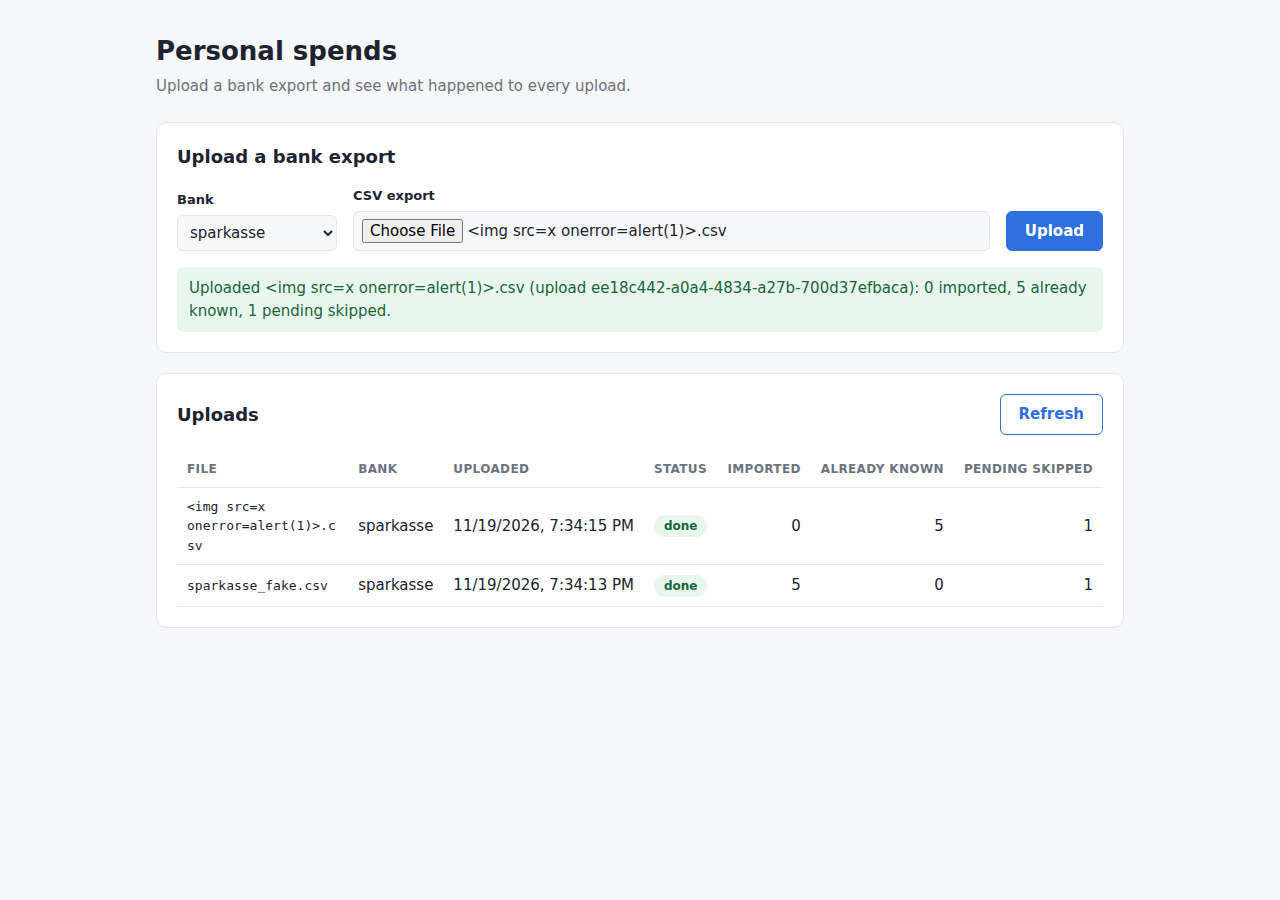 Personal spends
Upload a bank export and see what happened to every upload.
Upload a bank export
Bank
CSV export
sparkasse
Choose File <img src=x onerror=alert(1)>.csv
Upload
Uploaded <img src=x onerror=alert(1)>.csv (upload ee18c442-a0a4-4834-a27b-700d37efbaca): 0 imported, 5 already
known, 1 pending skipped.
Uploads
Refresh
FILE BANK UPLOADED STATUS IMPORTED ALREADY KNOWN PENDING SKIPPED
<img src=x
onerror=alert(1)>.c
sv
sparkasse 11/19/2026, 7:34:15 PM done 0 5 1
sparkasse_fake.csv sparkasse 11/19/2026, 7:34:13 PM done 5 0 1